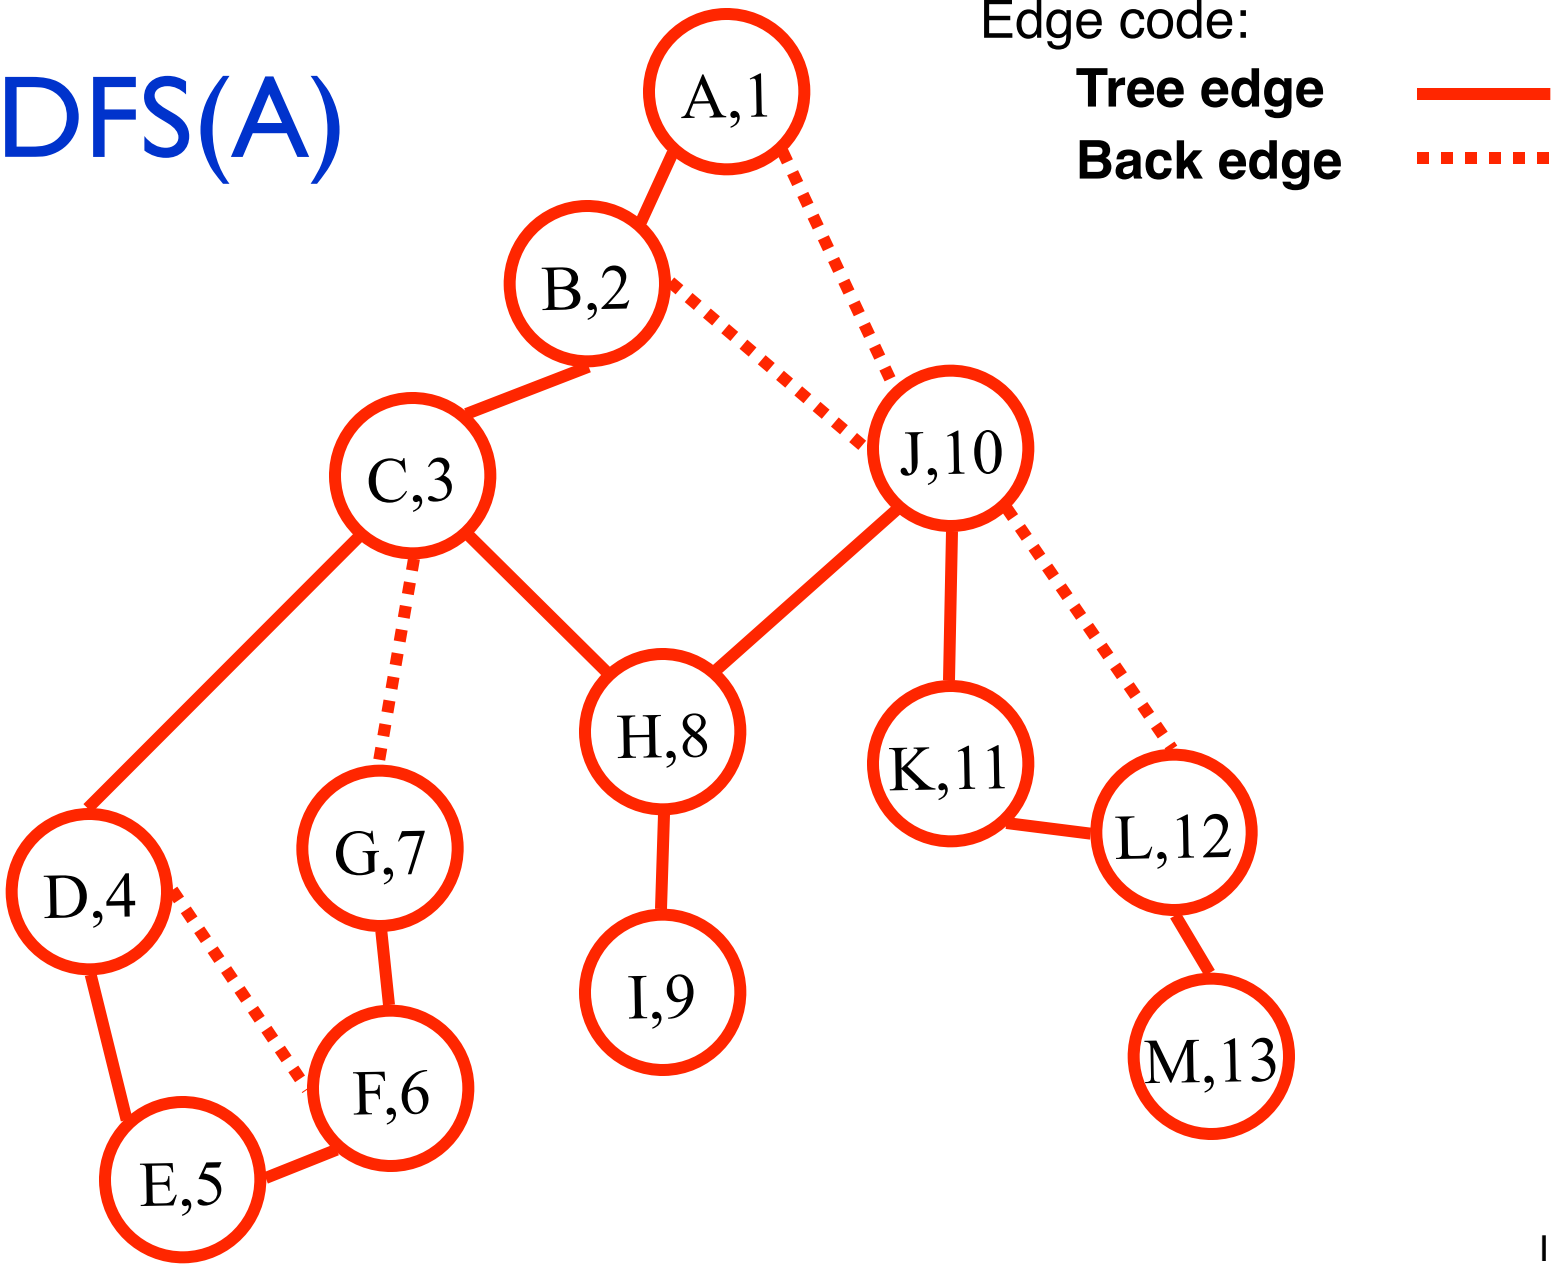 Edge code:
DFS(A)
Tree edge
Back edge
A,1
B,2
J,10
C,3
H,8
K,11
L,12
G,7
D,4
I,9
M,13
F,6
E,5
1